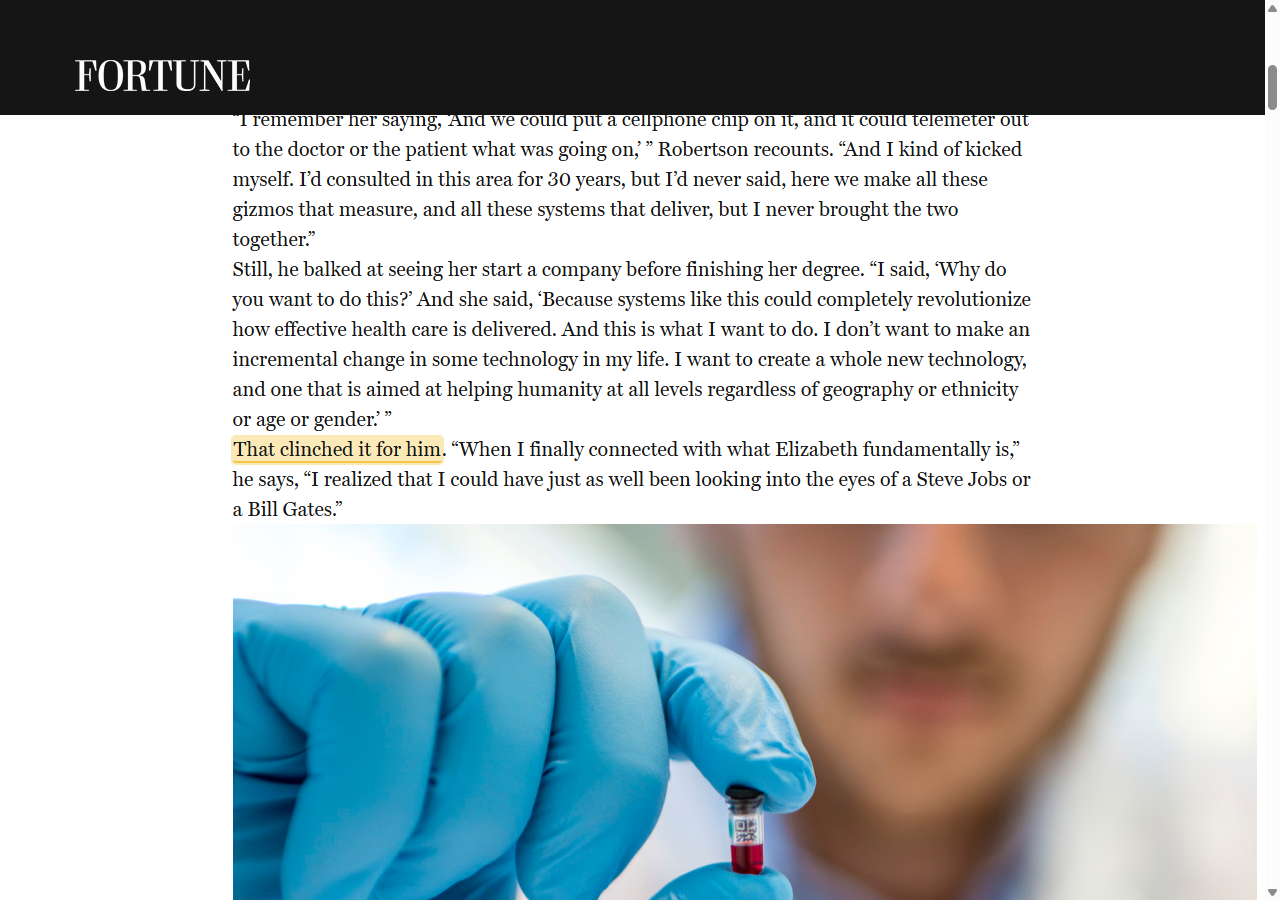 FORTUNE
“I remember her saying, ‘And we could put a cellphone chip on it, and it could telemeter out
to the doctor or the patient what was going on,’ ” Robertson recounts. “And I kind of kicked
myself. I’d consulted in this area for 30 years, but I’d never said, here we make all these
gizmos that measure, and all these systems that deliver, but I never brought the two
together.”
Still, he balked at seeing her start a company before finishing her degree. “I said, ‘Why do
you want to do this?’ And she said, ‘Because systems like this could completely revolutionize
how effective health care is delivered. And this is what I want to do. I don’t want to make an
incremental change in some technology in my life. I want to create a whole new technology,
and one that is aimed at helping humanity at all levels regardless of geography or ethnicity
or age or gender.’ ”
That clinched it for him. “When I finally connected with what Elizabeth fundamentally is,”
he says, “I realized that I could have just as well been looking into the eyes of a Steve Jobs or
a Bill Gates.”